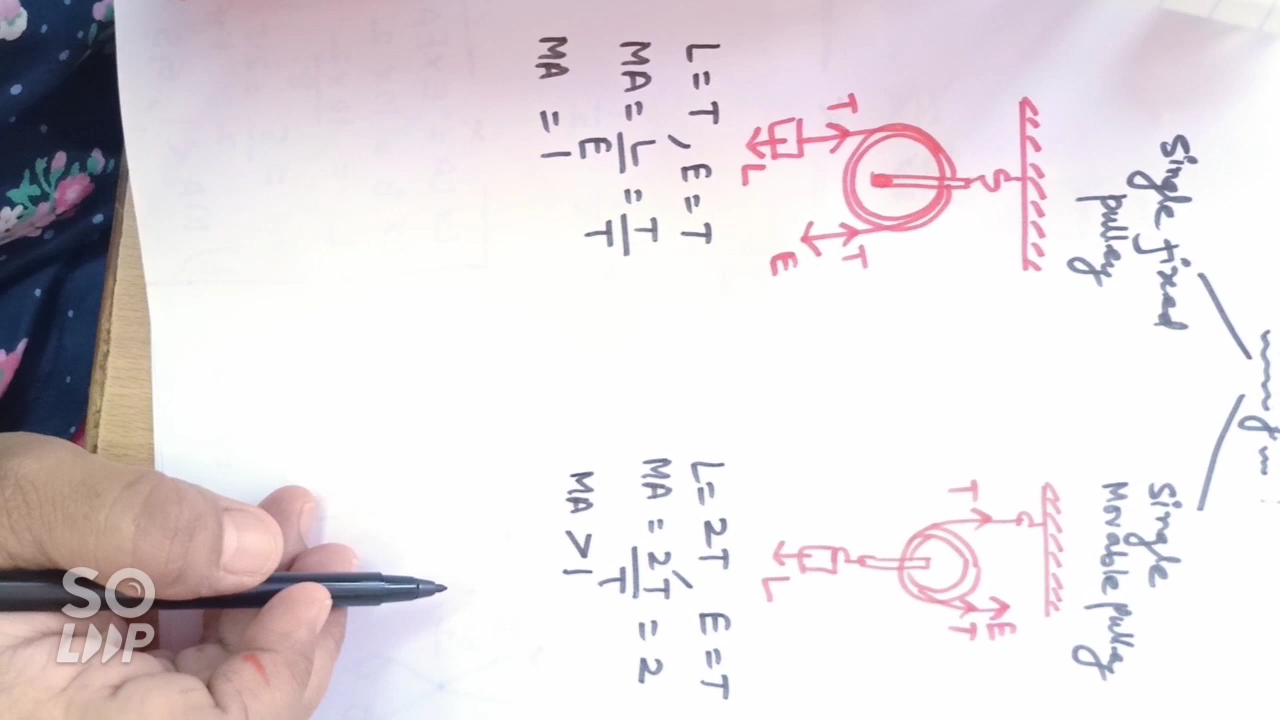 Single fixed
pulley
T
T
L
E
L = T, E = T
MA = L/E = T/T
MA = 1
Single
Movable pulley
T
E
T
L
L = 2T, E = T
MA = 2T/T = 2
MA > 1
SO
LOOP